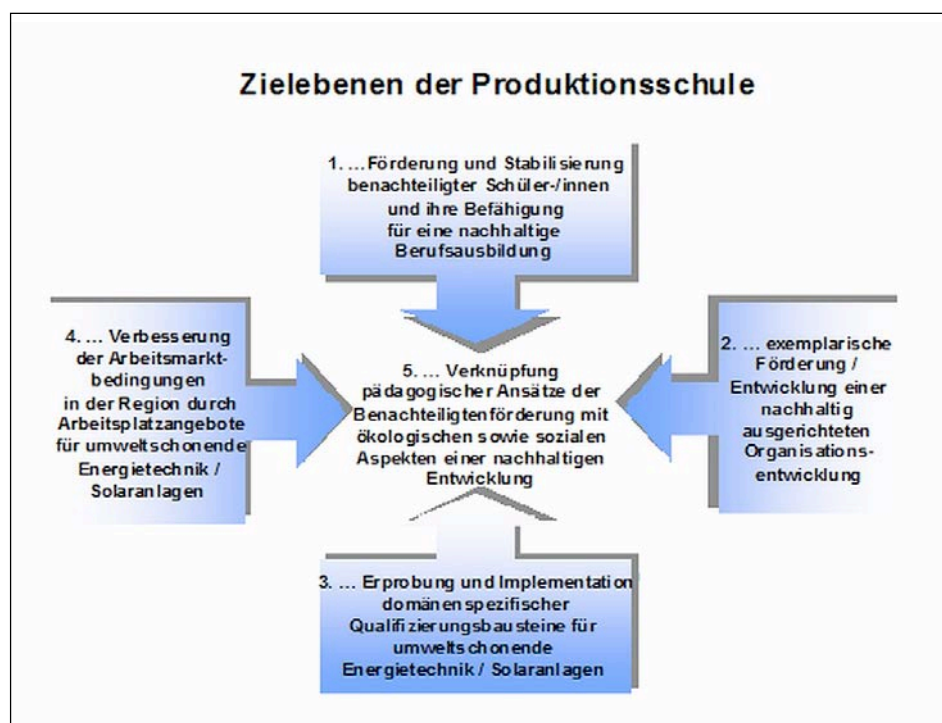 Zielebenen der Produktionsschule
1. ... Förderung und Stabilisierung
benachteiligter Schüler-/innen
und ihre Befähigung
für eine nachhaltige
Berufsausbildung
2. ... exemplarische
Förderung /
Entwicklung einer
nachhaltig
ausgerichteten
Organisations-
entwicklung
3. ... Erprobung und Implementation
domänenspezifischer
Qualifizierungsbausteine für
umweltschonende
Energietechnik / Solaranlagen
4. ... Verbesserung
der Arbeitsmarkt-
bedingungen
in der Region durch
Arbeitsplatzangebote
für umweltschonende
Energietechnik /
Solaranlagen
5. ... Verknüpfung
pädagogischer Ansätze der
Benachteiligtenförderung mit
ökologischen sowie sozialen
Aspekten einer nachhaltigen
Entwicklung